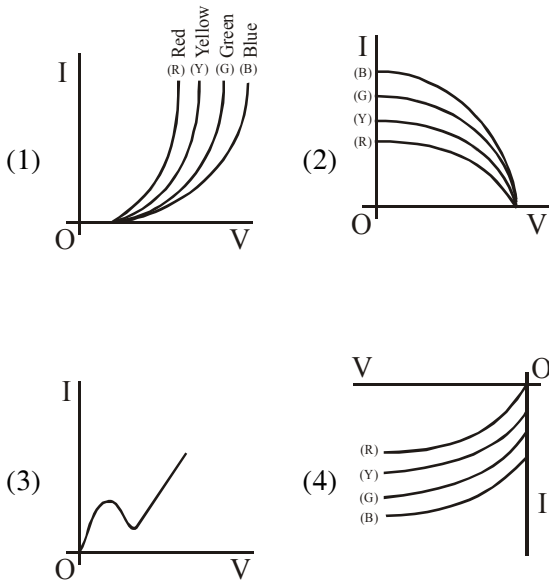 (1)
I
Red
(R)
Yellow
(Y)
Green
(G)
Blue
(B)
O
V
(2)
I
(B)
(G)
(Y)
(R)
O
V
(3)
I
O
V
(4)
V
O
(R)
(Y)
(G)
(B)
I